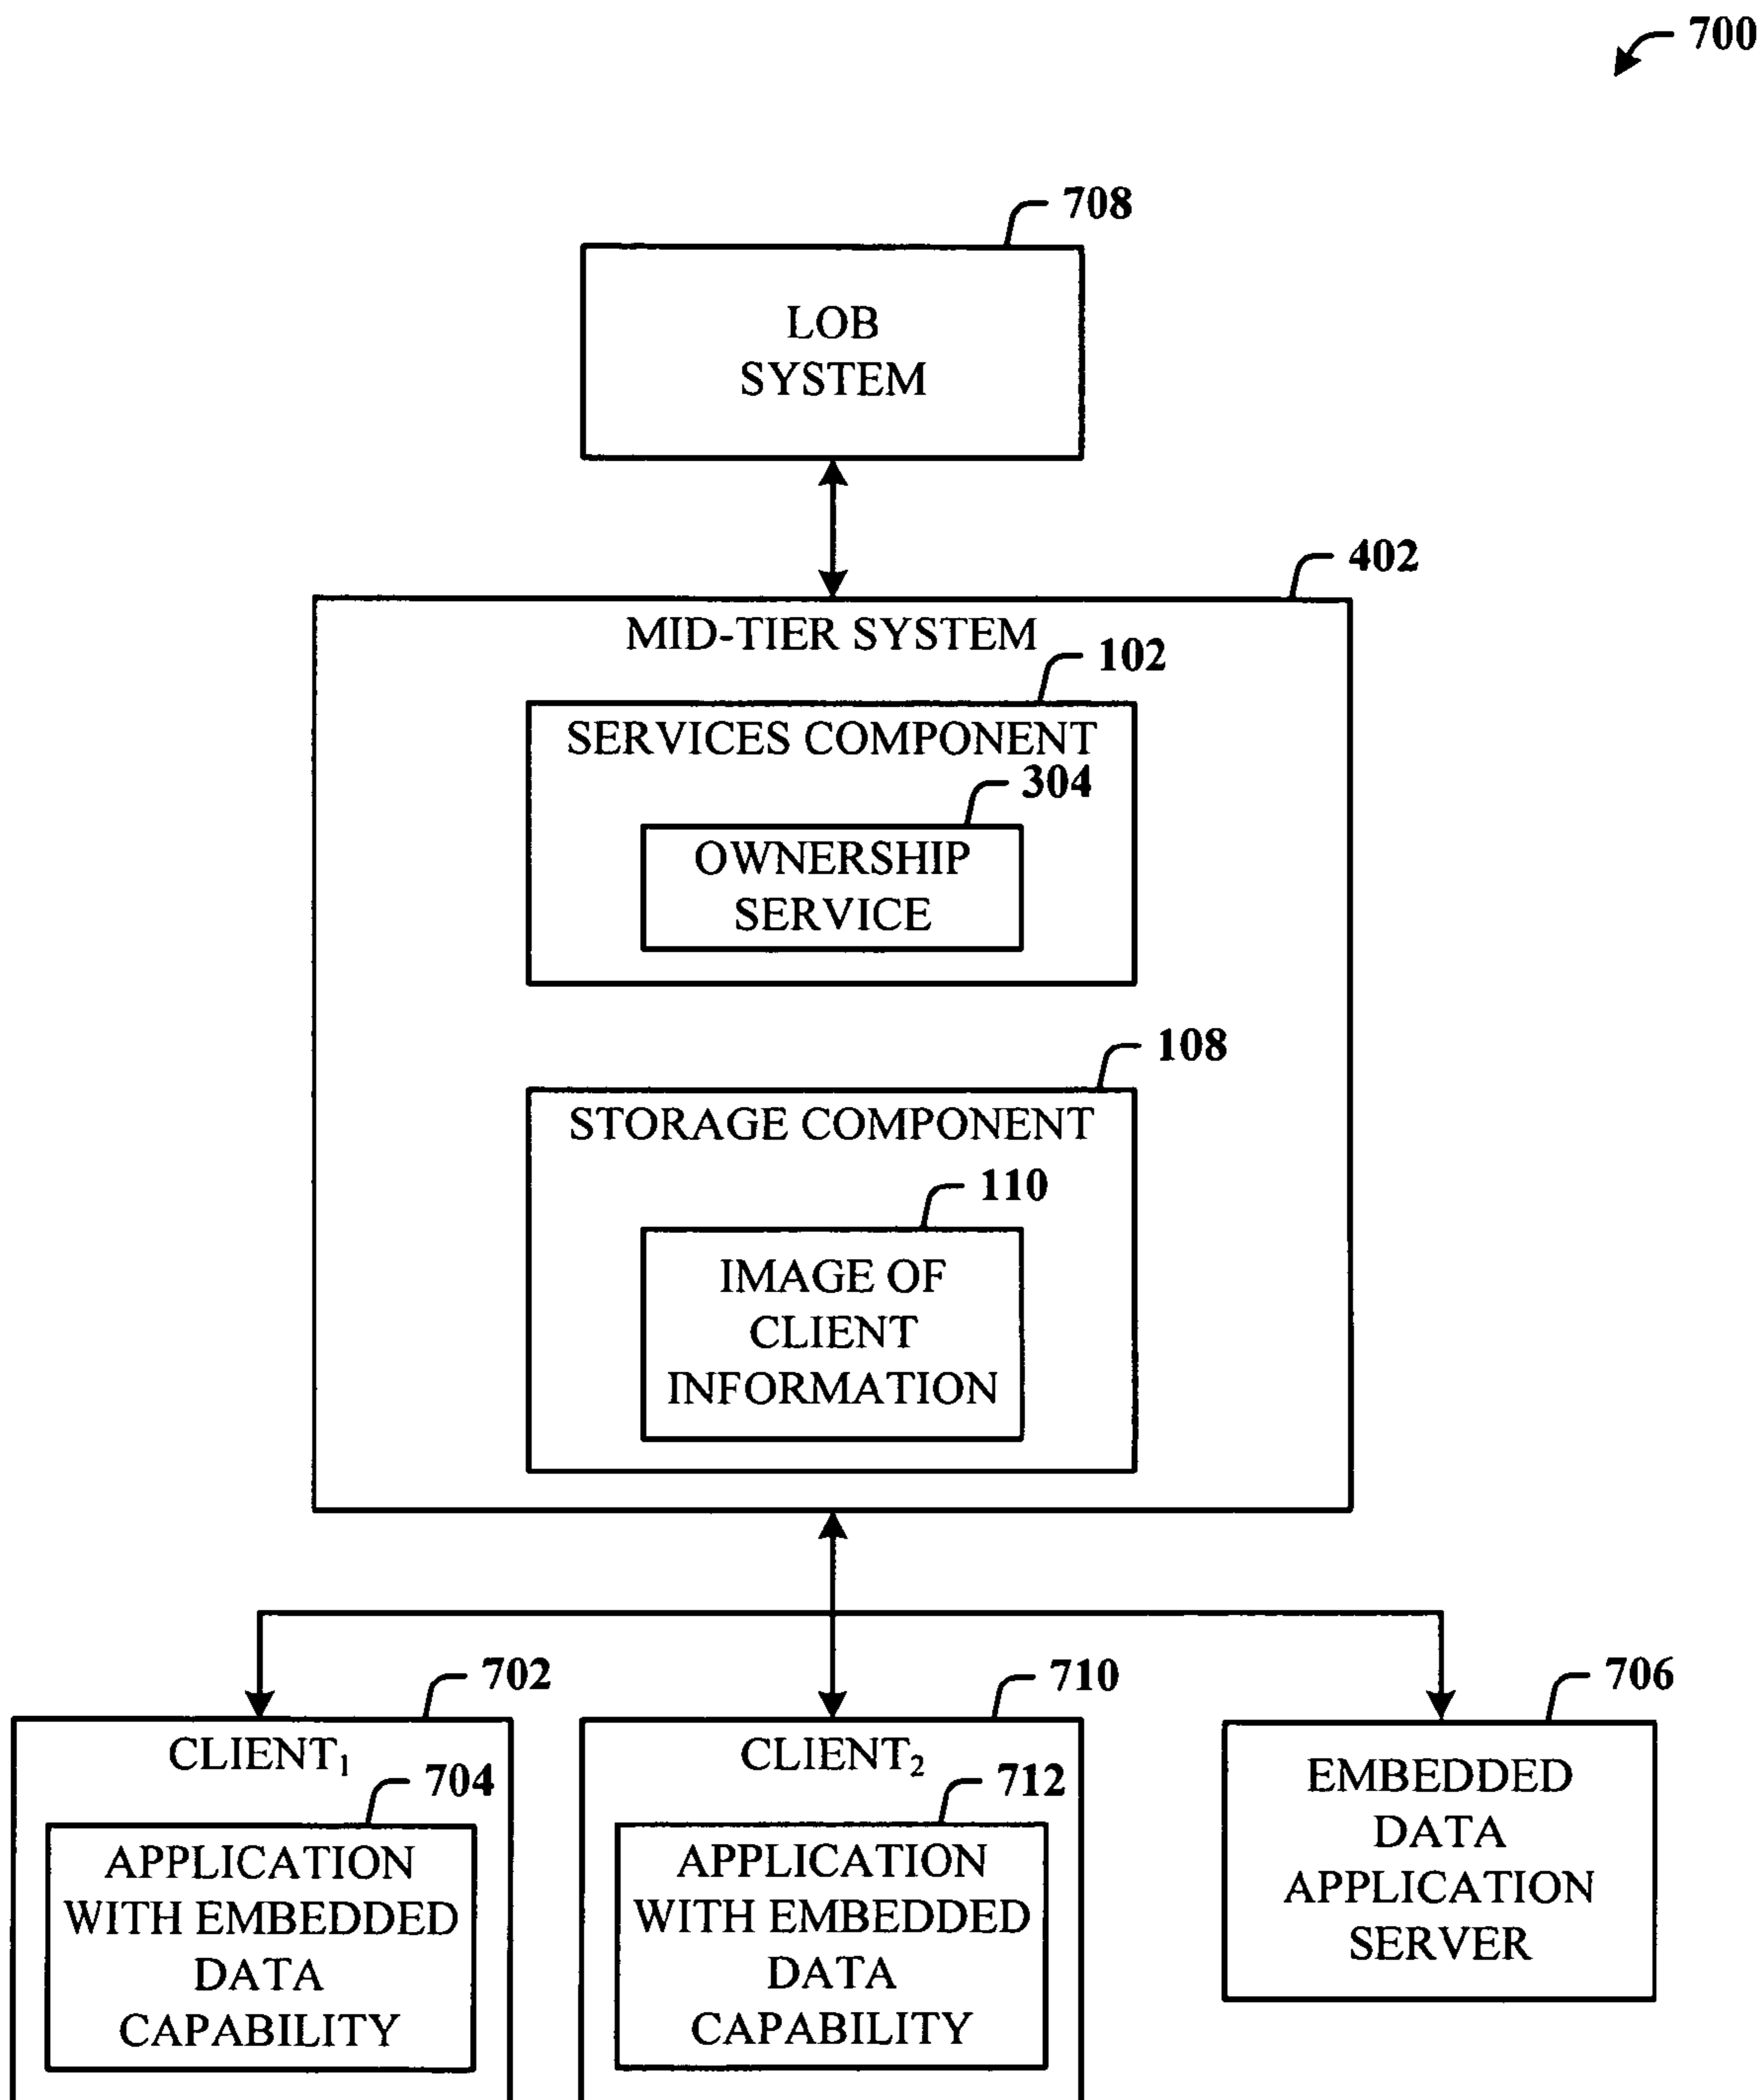 700
708
LOB
SYSTEM
402
MID-TIER SYSTEM
102
SERVICES COMPONENT
304
OWNERSHIP
SERVICE
108
STORAGE COMPONENT
110
IMAGE OF
CLIENT
INFORMATION
702
CLIENT₁
704
APPLICATION
WITH EMBEDDED
DATA
CAPABILITY
710
CLIENT₂
712
APPLICATION
WITH EMBEDDED
DATA
CAPABILITY
706
EMBEDDED
DATA
APPLICATION
SERVER